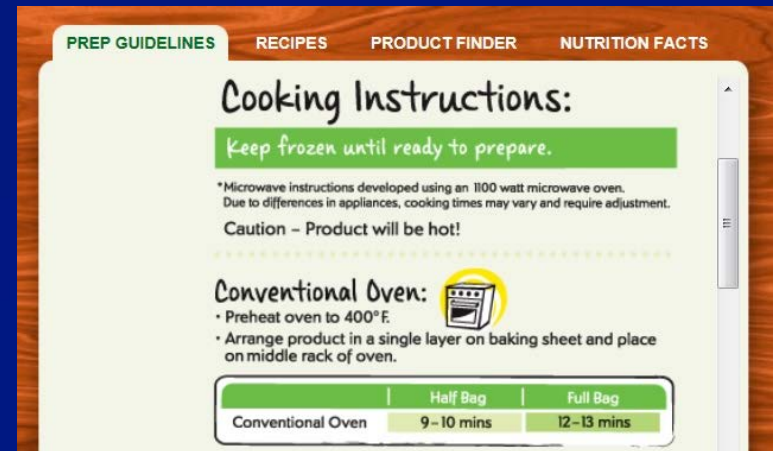 PREP GUIDELINES RECIPES PRODUCT FINDER NUTRITION FACTS
Cooking Instructions:
Keep frozen until ready to prepare.
*Microwave instructions developed using an 1100 watt microwave oven.
Due to differences in appliances, cooking times may vary and require adjustment.
Caution – Product will be hot!
Conventional Oven:
• Preheat oven to 400°F.
• Arrange product in a single layer on baking sheet and place
on middle rack of oven.
Half Bag Full Bag
Conventional Oven 9–10 mins 12–13 mins